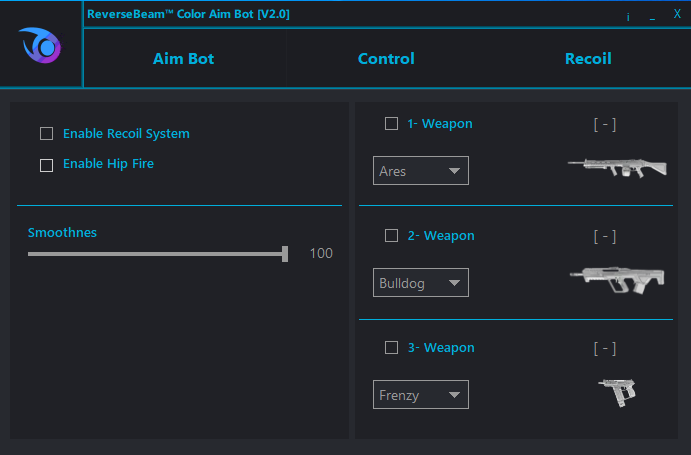 ReverseBeam™ Color Aim Bot [V2.0]
i _ X
Aim Bot Control Recoil
Enable Recoil System
Enable Hip Fire
Smoothnes
100
1- Weapon [ - ]
Ares
2- Weapon [ - ]
Bulldog
3- Weapon [ - ]
Frenzy